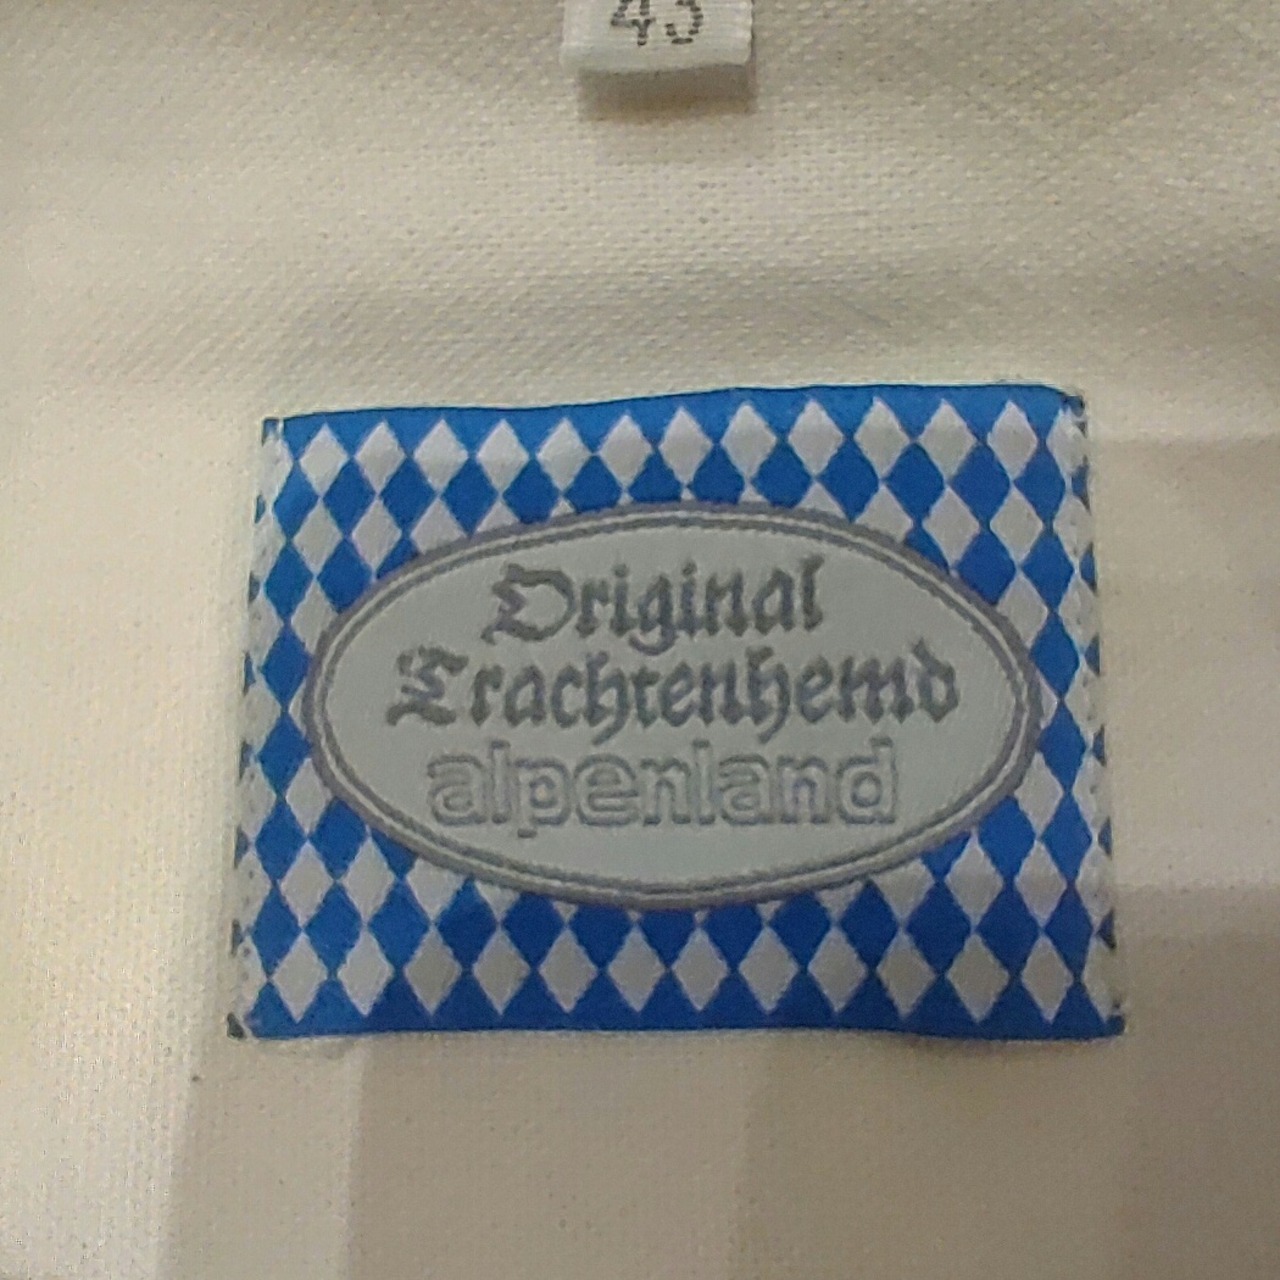 43
Original
Trachtenhemd
alpenland